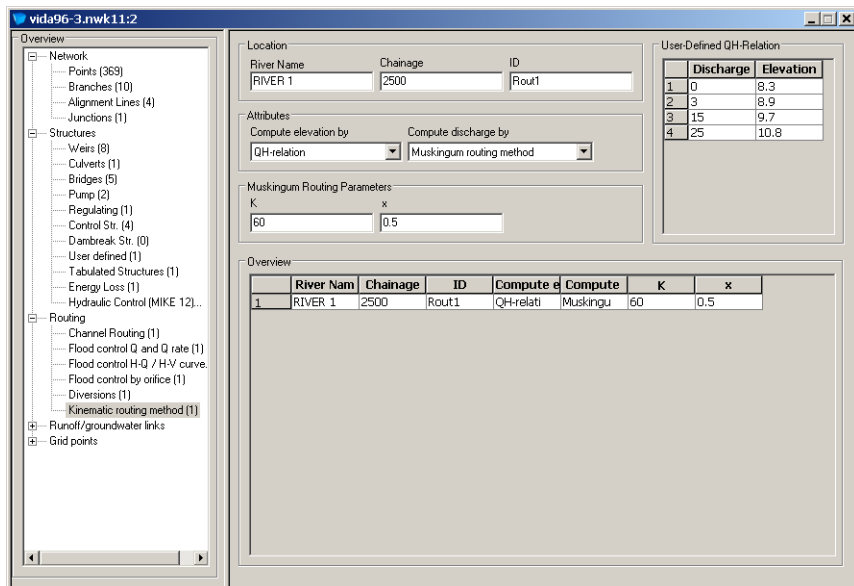 vida96-3.nwk11:2
Overview
Network
Points (369)
Branches (10)
Alignment Lines (4)
Junctions (1)
Structures
Weirs (8)
Culverts (1)
Bridges (5)
Pump (2)
Regulating (1)
Control Str. (4)
Dambreak Str. (0)
User defined (1)
Tabulated Structures (1)
Energy Loss (1)
Hydraulic Control (MIKE 12)...
Routing
Channel Routing (1)
Flood control Q and Q rate (1)
Flood control H-Q / H-V curve.
Flood control by orifice (1)
Diversions (1)
Kinematic routing method (1)
Runoff/groundwater links
Grid points
Location
River Name Chainage ID
RIVER 1 2500 Rout1
Attributes
Compute elevation by Compute discharge by
QH-relation Muskingum routing method
Muskingum Routing Parameters
K x
60 0.5
User-Defined QH-Relation
Discharge Elevation
1 0 8.3
2 3 8.9
3 15 9.7
4 25 10.8
Overview
River Nam Chainage ID Compute e Compute K x
1 RIVER 1 2500 Rout1 QH-relati Muskingu 60 0.5